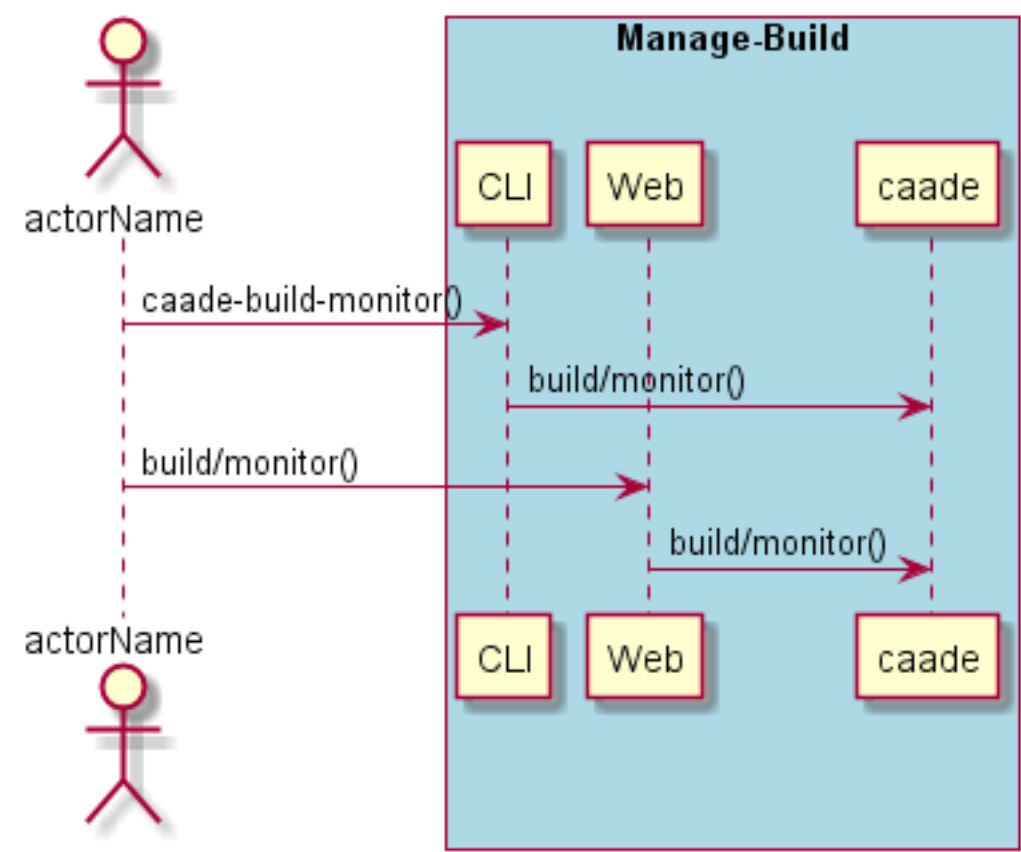 Manage-Build
actorName
CLI
Web
caade
caade-build-monitor()
build/monitor()
build/monitor()
build/monitor()
actorName
CLI
Web
caade